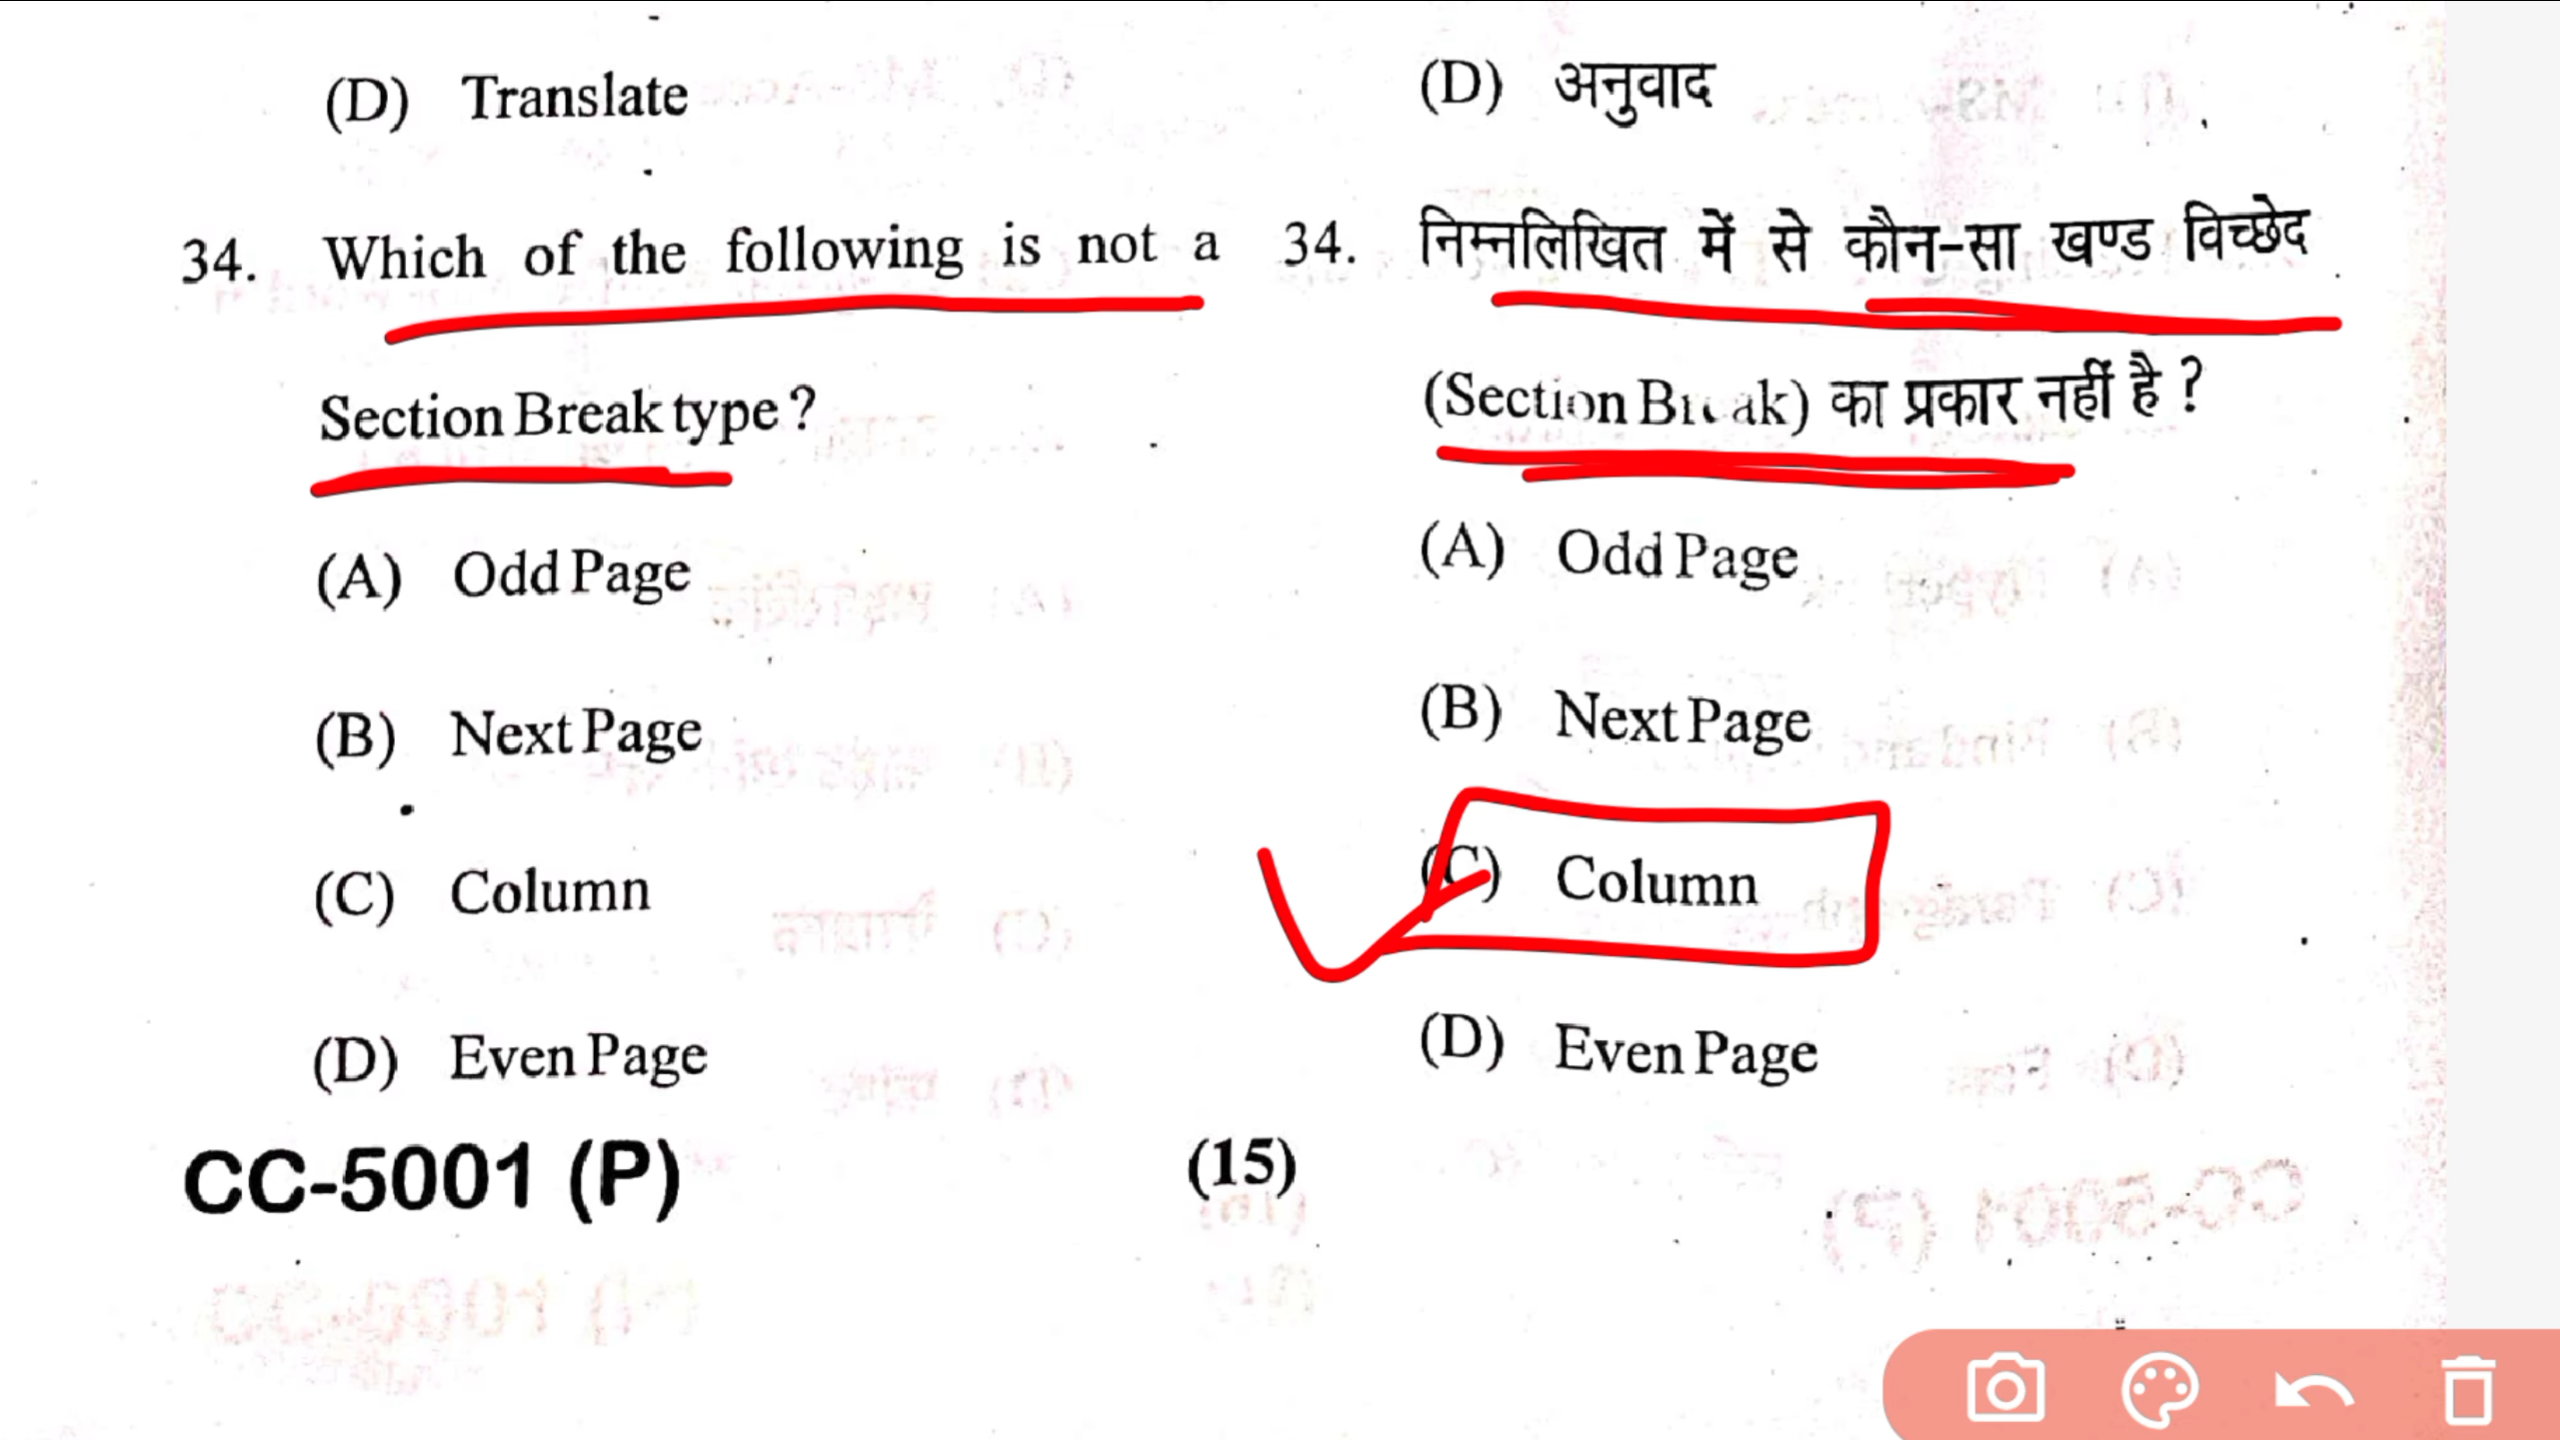 (D) Translate
34. Which of the following is not a
Section Break type ?
(A) Odd Page
(B) Next Page
(C) Column
(D) Even Page
(D) अनुवाद
34. निम्नलिखित में से कौन-सा खण्ड विच्छेद
(Section Break) का प्रकार नहीं है ?
(A) Odd Page
(B) Next Page
(C) Column
(D) Even Page
CC-5001 (P)
(15)